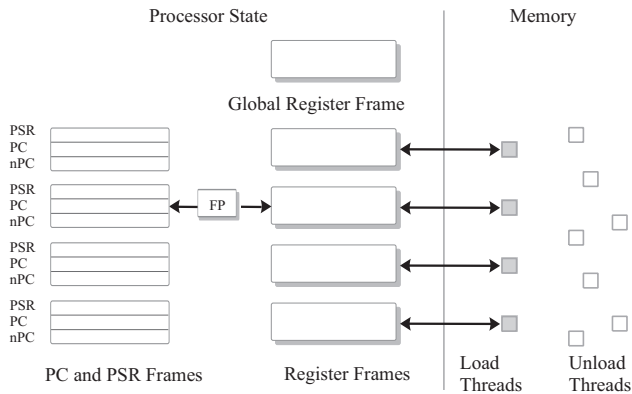 Processor State
Memory
Global Register Frame
PSR
PC
nPC
PSR
PC
nPC
FP
PSR
PC
nPC
PSR
PC
nPC
PC and PSR Frames
Register Frames
Load
Threads
Unload
Threads